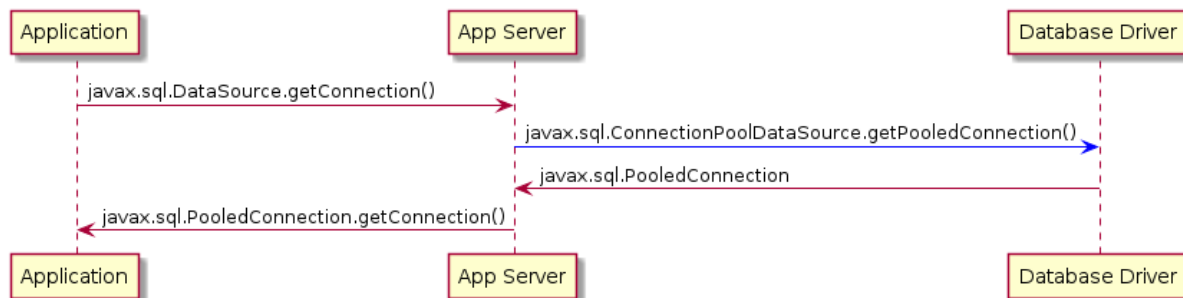 Application
App Server
Database Driver
javax.sql.DataSource.getConnection()
javax.sql.ConnectionPoolDataSource.getPooledConnection()
javax.sql.PooledConnection
javax.sql.PooledConnection.getConnection()
Application
App Server
Database Driver